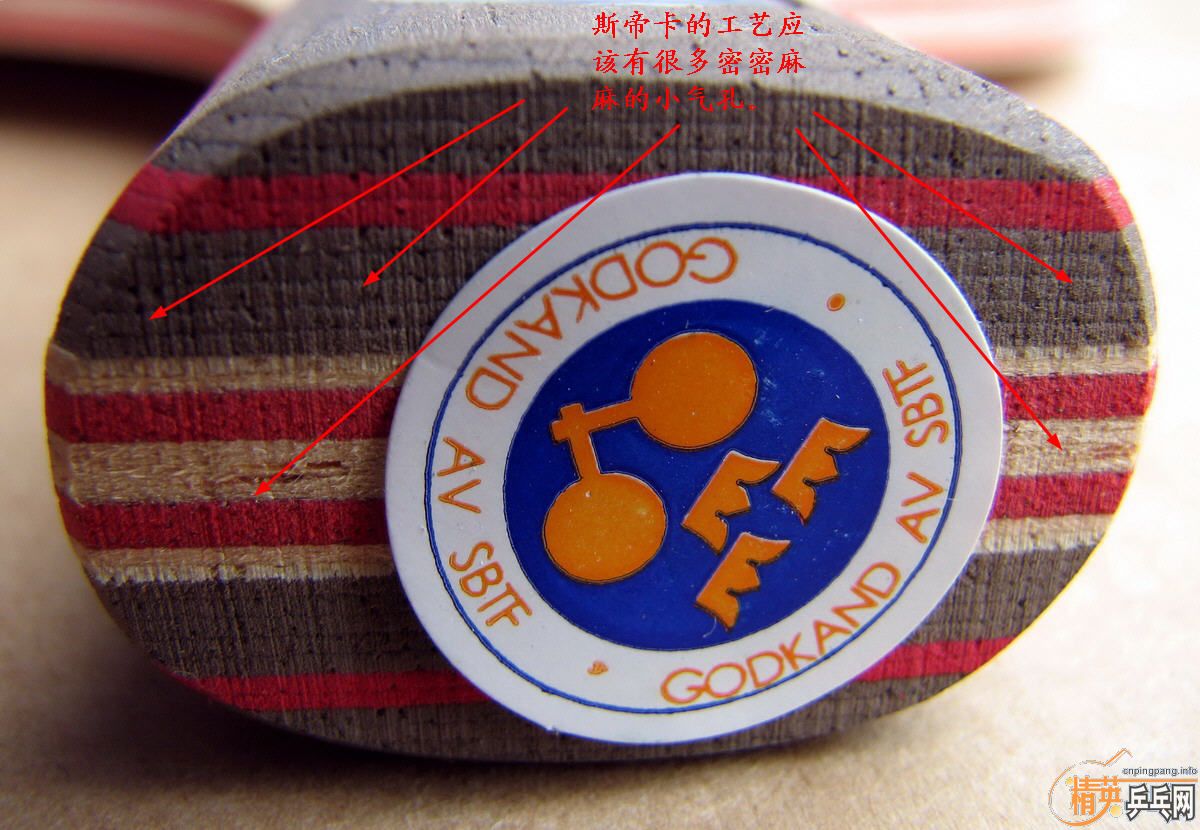 斯帝卡的工艺应
该有很多密密麻
麻的小气孔。
GODKAND AV SBTF
GODKAND AV SBTF
cnpingpang.info
精英乒乓网